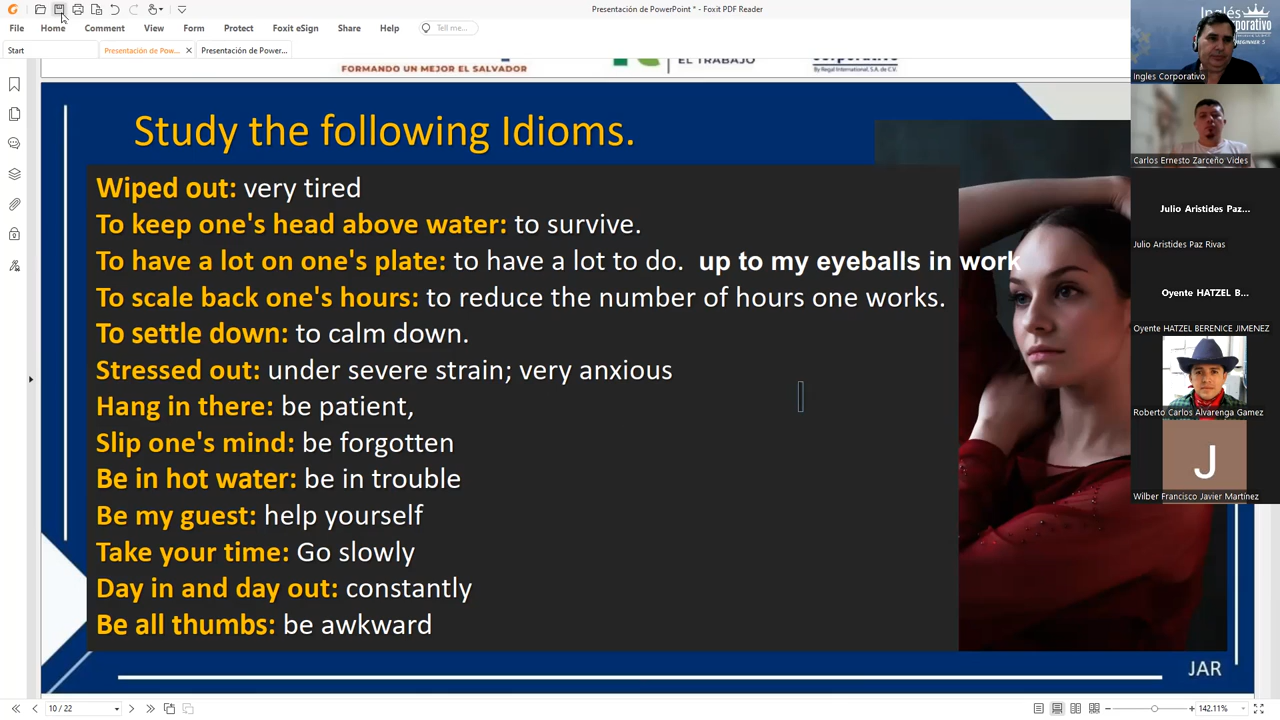 Presentación de PowerPoint * - Foxit PDF Reader
File Home Comment View Form Protect Foxit eSign Share Help Tell me...
Start Presentación de Pow... × Presentación de Power...
FORMANDO UN MEJOR EL SALVADOR
EL TRABAJO
By Regal International, S.A. de C.V.
Study the following Idioms.
Wiped out: very tired
To keep one's head above water: to survive.
To have a lot on one's plate: to have a lot to do. up to my eyeballs in work
To scale back one's hours: to reduce the number of hours one works.
To settle down: to calm down.
Stressed out: under severe strain; very anxious
Hang in there: be patient,
Slip one's mind: be forgotten
Be in hot water: be in trouble
Be my guest: help yourself
Take your time: Go slowly
Day in and day out: constantly
Be all thumbs: be awkward
JAR
10 / 22
142.11%
Inglés
BEGINNER 5
Ingles Corporativo
Carlos Ernesto Zarceño Vides
Julio Aristides Paz...
Julio Aristides Paz Rivas
Oyente HATZEL B...
Oyente HATZEL BERENICE JIMENEZ
Roberto Carlos Alvarenga Gamez
J
Wilber Francisco Javier Martínez